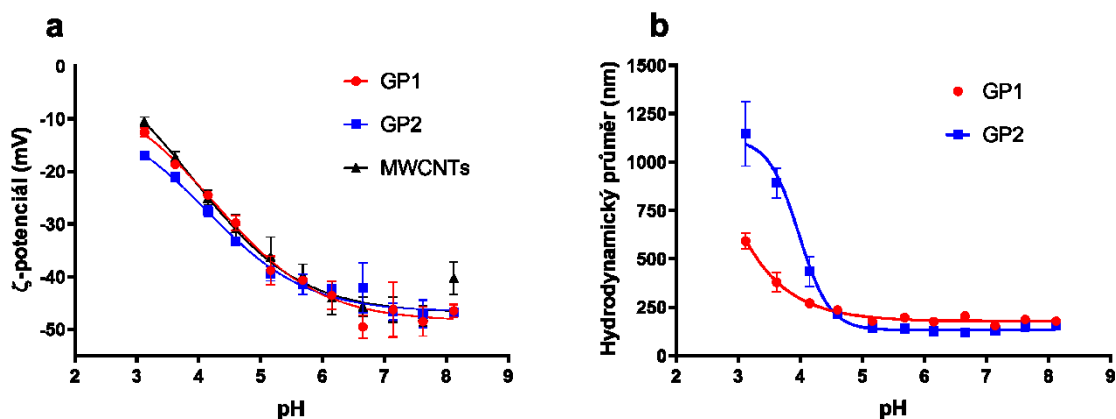 a
0
-10
-20
-30
-40
-50
ζ-potenciál (mV)
2 3 4 5 6 7 8 9
pH
GP1
GP2
MWCNTs
b
1500
1250
1000
750
500
250
0
Hydrodynamický průměr (nm)
2 3 4 5 6 7 8 9
pH
GP1
GP2